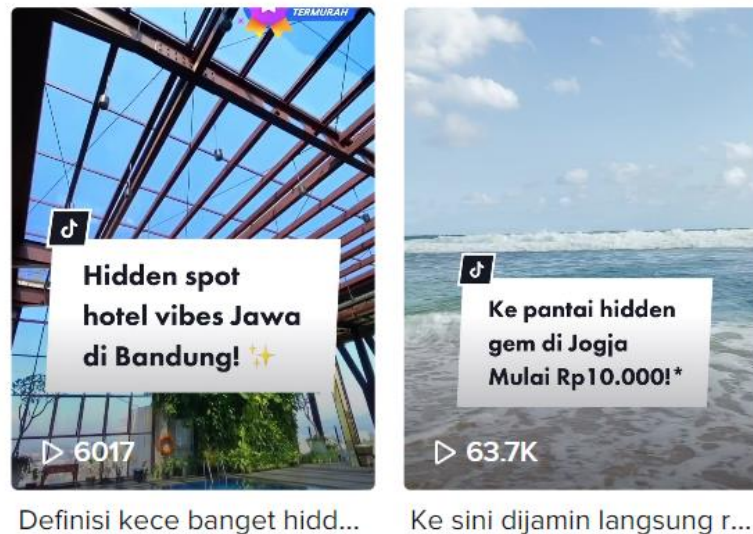 TERMURAH
Hidden spot
hotel vibes Jawa
di Bandung! ✨
6017
Definisi kece banget hidd...
Ke pantai hidden
gem di Jogja
Mulai Rp10.000!*
63.7K
Ke sini dijamin langsung r...